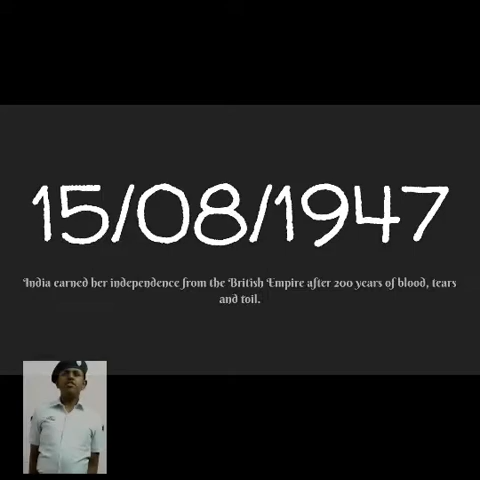 15/08/1947
India earned her independence from the British Empire after 200 years of blood, tears
and toil.